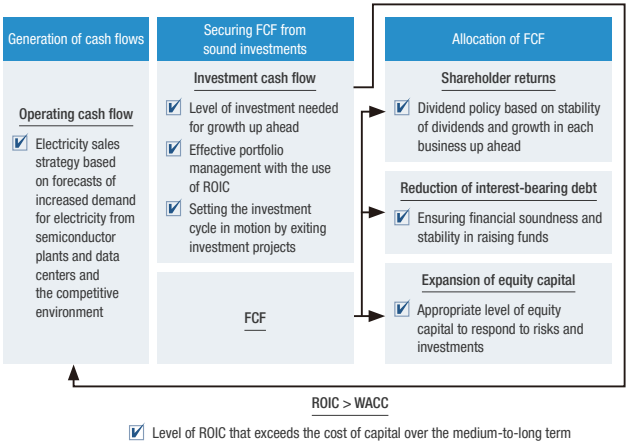 Generation of cash flows
Operating cash flow
Electricity sales
strategy based
on forecasts of
increased demand
for electricity from
semiconductor
plants and data
centers and
the competitive
environment
Securing FCF from
sound investments
Investment cash flow
Level of investment needed
for growth up ahead
Effective portfolio
management with the use
of ROIC
Setting the investment
cycle in motion by exiting
investment projects
FCF
Allocation of FCF
Shareholder returns
Dividend policy based on stability
of dividends and growth in each
business up ahead
Reduction of interest-bearing debt
Ensuring financial soundness and
stability in raising funds
Expansion of equity capital
Appropriate level of equity
capital to respond to risks and
investments
ROIC > WACC
Level of ROIC that exceeds the cost of capital over the medium-to-long term